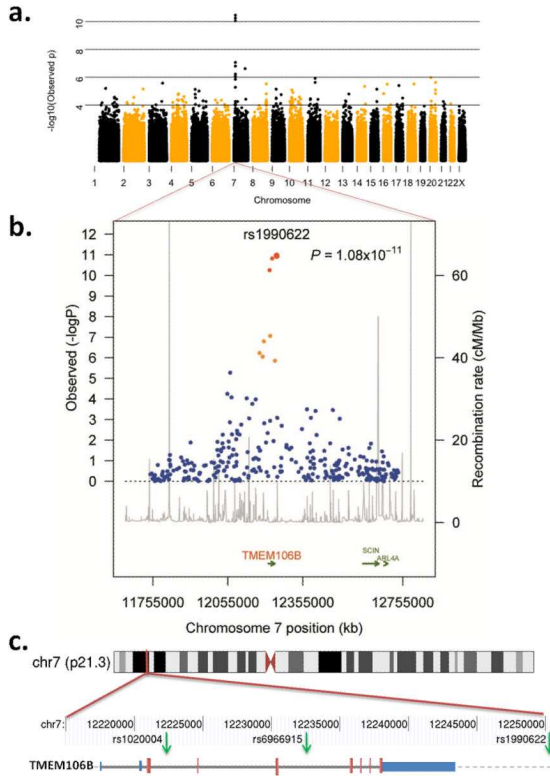 a.
10
8
6
4
-log10(Observed p)
1 2 3 4 5 6 7 8 9 10 11 12 13 14 15 16 17 18 19 20 21 22 X
Chromosome
b.
rs1990622
P = 1.08x10⁻¹¹
12
11
10
9
8
7
6
5
4
3
2
1
0
Observed (-logP)
60
40
20
0
Recombination rate (cM/Mb)
TMEM106B
SCIN
ARL4A
11755000 12055000 12355000 12755000
Chromosome 7 position (kb)
c.
chr7 (p21.3)
chr7: 12220000 12225000 12230000 12235000 12240000 12245000 12250000
rs1020004 rs6966915 rs1990622
TMEM106B